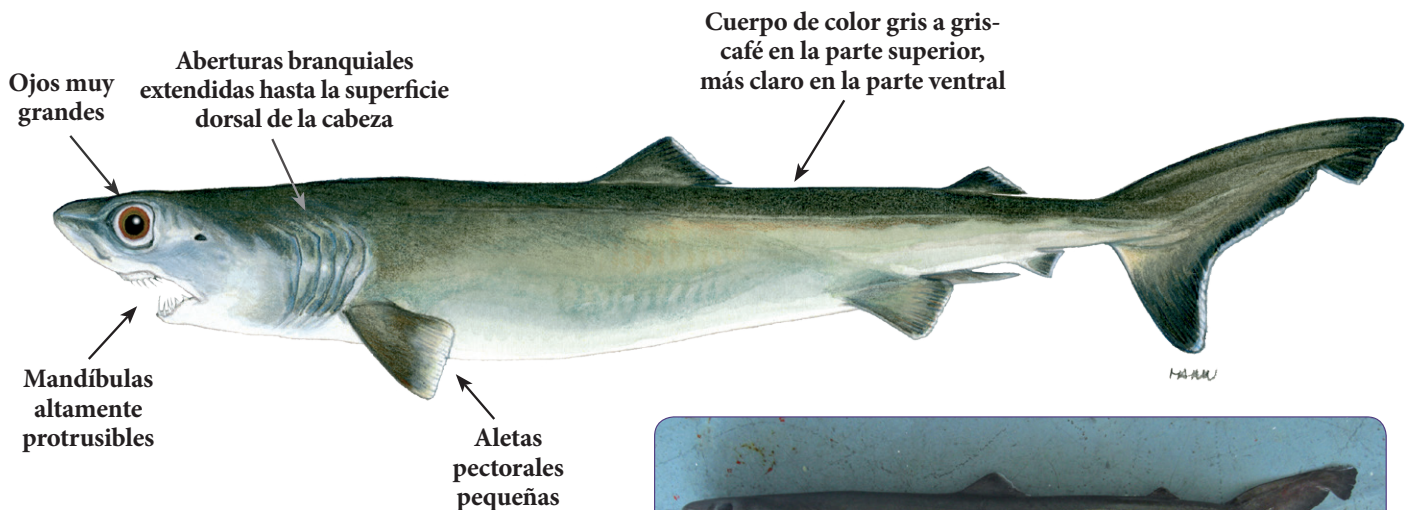 Cuerpo de color gris a gris-
café en la parte superior,
más claro en la parte ventral
Aberturas branquiales
extendidas hasta la superficie
dorsal de la cabeza
Ojos muy
grandes
Mandíbulas
altamente
protrusibles
Aletas
pectorales
pequeñas